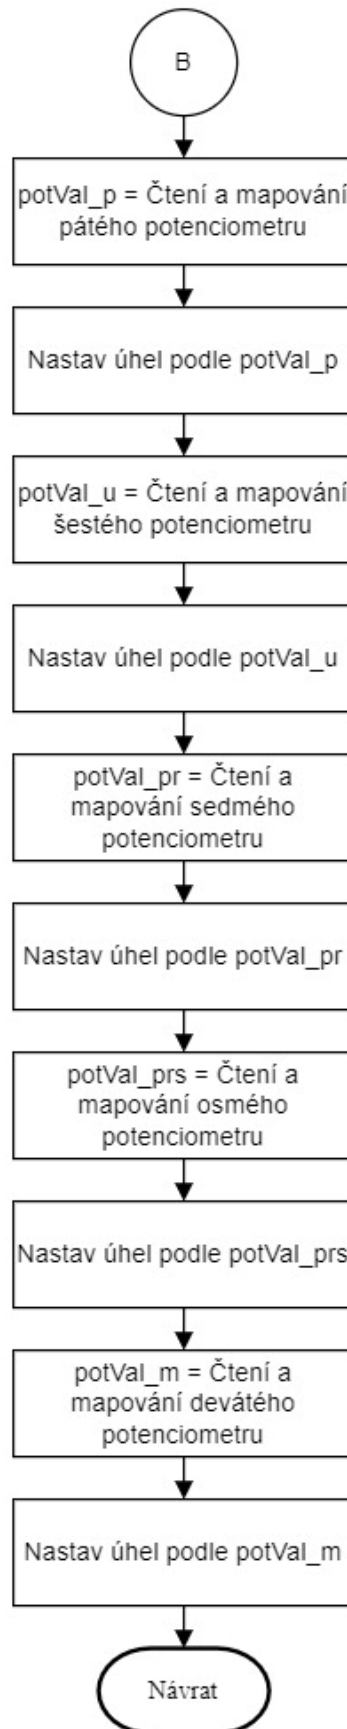 B
potVal_p = Čtení a mapování
pátého potenciometru
Nastav úhel podle potVal_p
potVal_u = Čtení a mapování
šestého potenciometru
Nastav úhel podle potVal_u
potVal_pr = Čtení a
mapování sedmého
potenciometru
Nastav úhel podle potVal_pr
potVal_prs = Čtení a
mapování osmého
potenciometru
Nastav úhel podle potVal_prs
potVal_m = Čtení a
mapování devátého
potenciometru
Nastav úhel podle potVal_m
Návrat